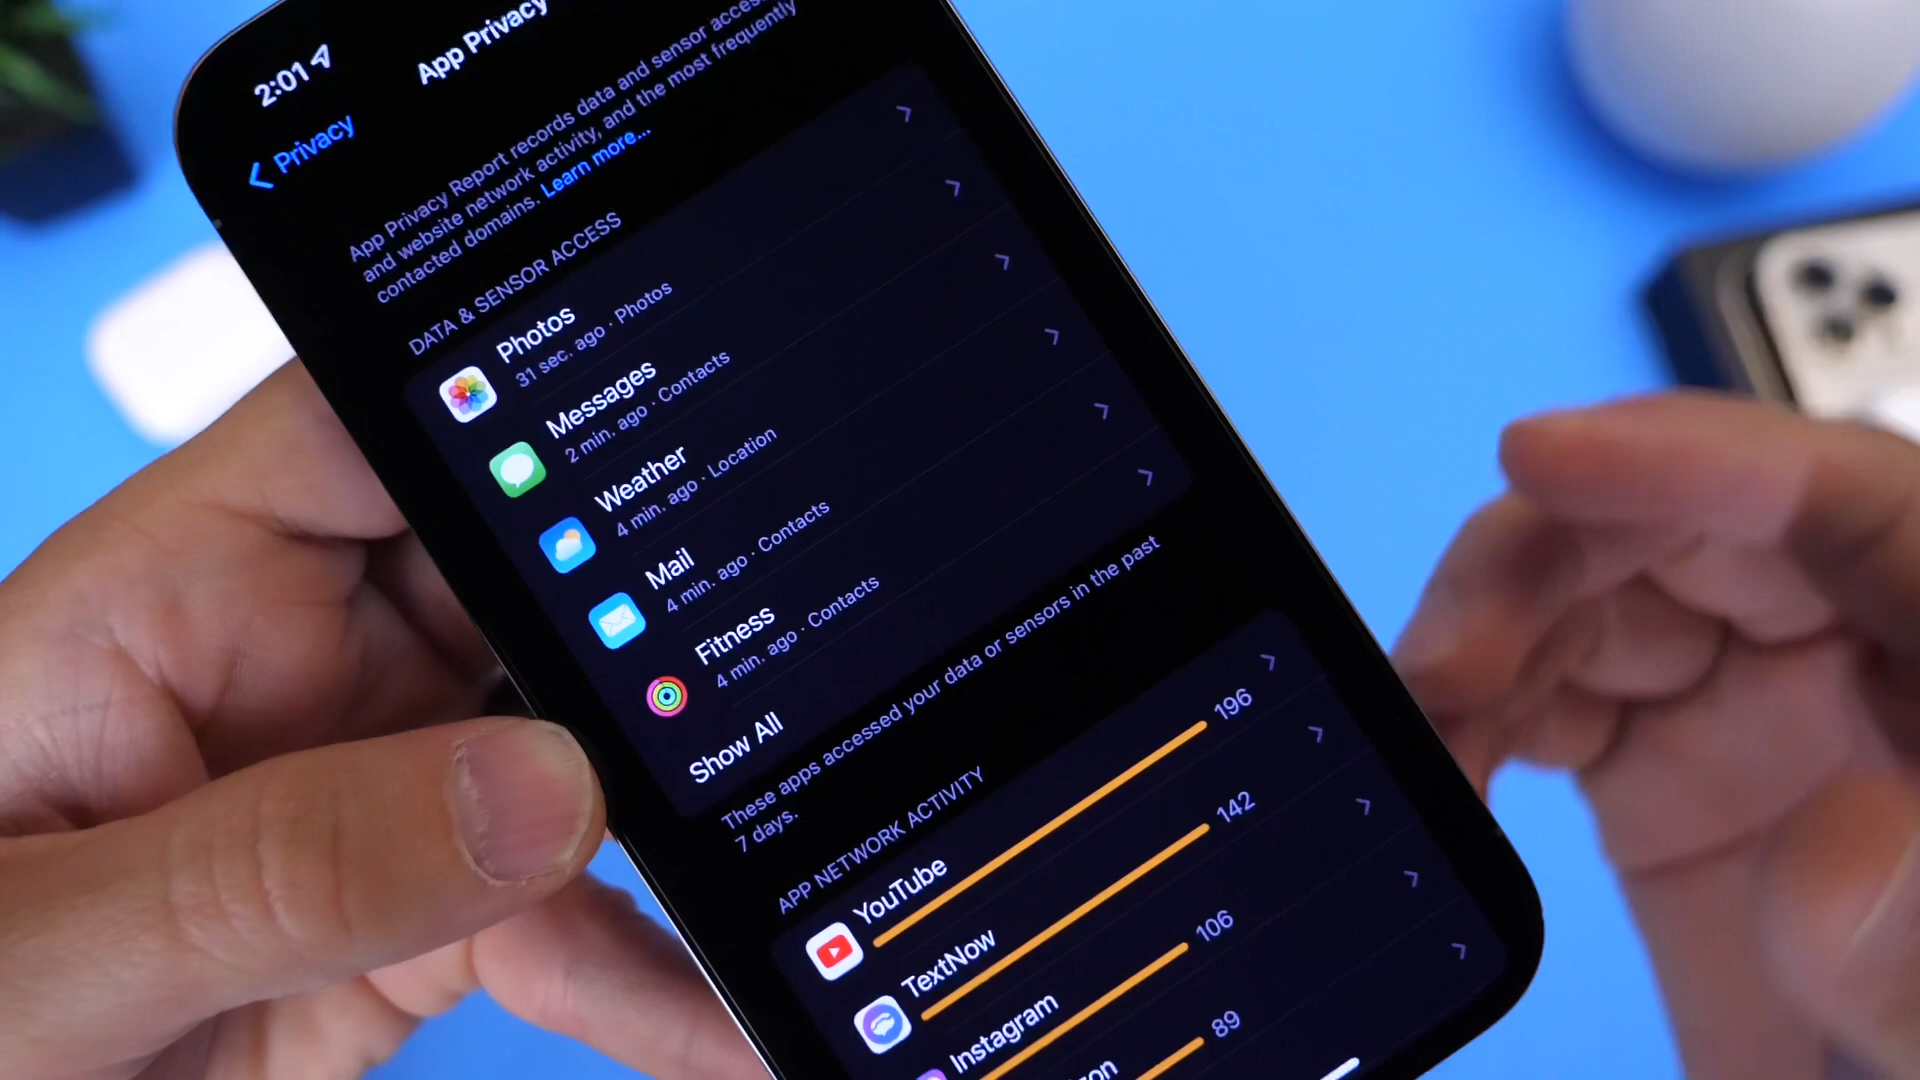 2:01
App Privacy
Privacy
App Privacy Report records data and sensor access
and website network activity, and the most frequently
contacted domains. Learn more...
DATA & SENSOR ACCESS
Photos
31 sec. ago · Photos
Messages
2 min. ago · Contacts
Weather
4 min. ago · Location
Mail
4 min. ago · Contacts
Fitness
4 min. ago · Contacts
Show All
These apps accessed your data or sensors in the past
7 days.
APP NETWORK ACTIVITY
YouTube
196
TextNow
142
Instagram
106
zon
89